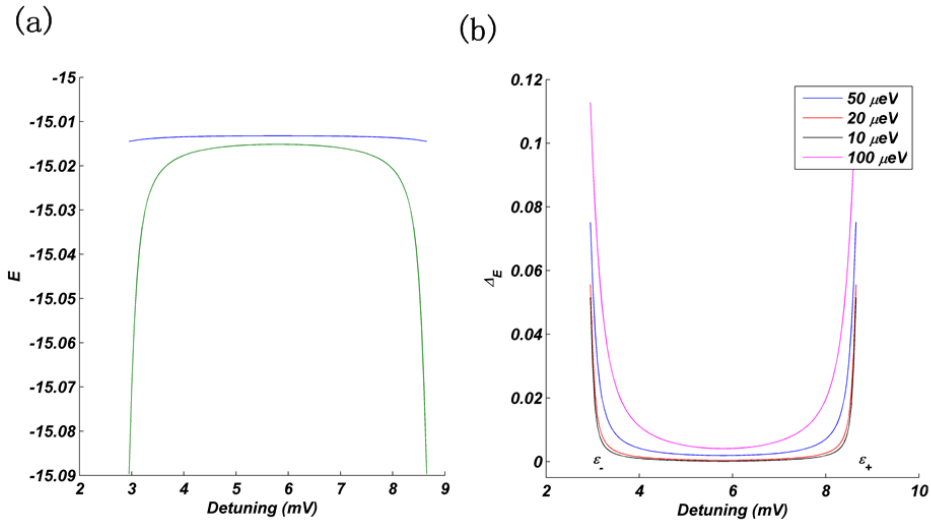 (a)
-15
-15.01
-15.02
-15.03
-15.04
-15.05
-15.06
-15.07
-15.08
-15.09
E
2 3 4 5 6 7 8 9
Detuning (mV)
(b)
0.12
0.1
0.08
0.06
0.04
0.02
0
Δ_E
50 μeV
20 μeV
10 μeV
100 μeV
ε_- ε_+
2 4 6 8 10
Detuning (mV)